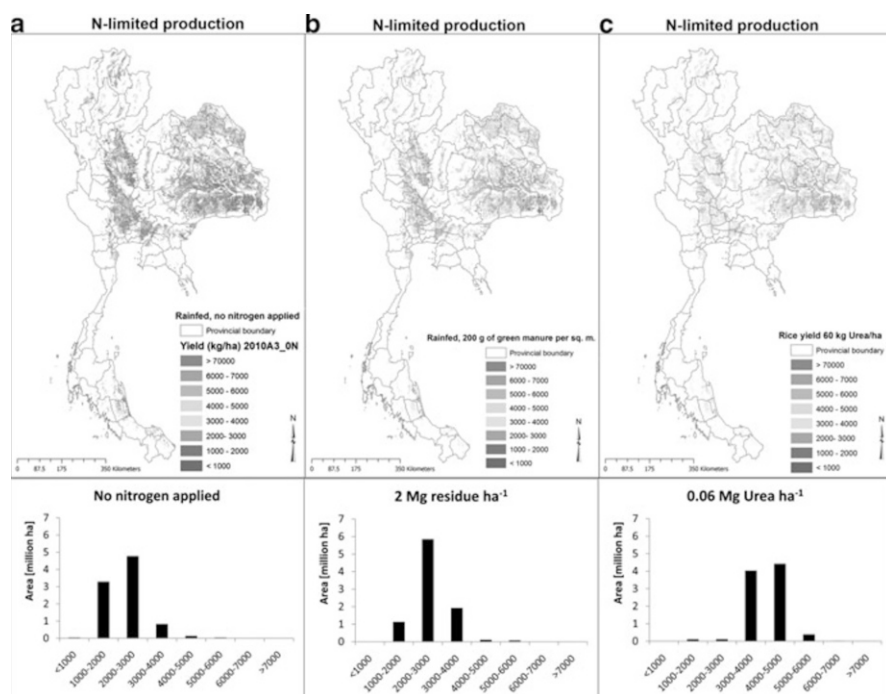 a
N-limited production
Rainfed, no nitrogen applied
Provincial boundary
Yield (kg/ha) 2010A3_0N
> 70000
6000 - 7000
5000 - 6000
4000 - 5000
3000 - 4000
2000- 3000
1000 - 2000
< 1000
N
0 87.5 175 350 Kilometers
b
N-limited production
Rainfed, 200 g of green manure per sq. m.
Provincial boundary
> 70000
6000 - 7000
5000 - 6000
4000 - 5000
3000 - 4000
2000- 3000
1000 - 2000
< 1000
N
0 87.5 175 350 Kilometers
c
N-limited production
Rice yield 60 kg Urea/ha
Provincial boundary
> 70000
6000 - 7000
5000 - 6000
4000 - 5000
3000 - 4000
2000- 3000
1000 - 2000
< 1000
N
0 87.5 175 350 Kilometers
No nitrogen applied
Area [million ha]
7
6
5
4
3
2
1
0
<1000
1000-2000
2000-3000
3000-4000
4000-5000
5000-6000
6000-7000
>7000
2 Mg residue ha⁻¹
Area [million ha]
7
6
5
4
3
2
1
0
<1000
1000-2000
2000-3000
3000-4000
4000-5000
5000-6000
6000-7000
>7000
0.06 Mg Urea ha⁻¹
Area [million ha]
7
6
5
4
3
2
1
0
<1000
1000-2000
2000-3000
3000-4000
4000-5000
5000-6000
6000-7000
>7000